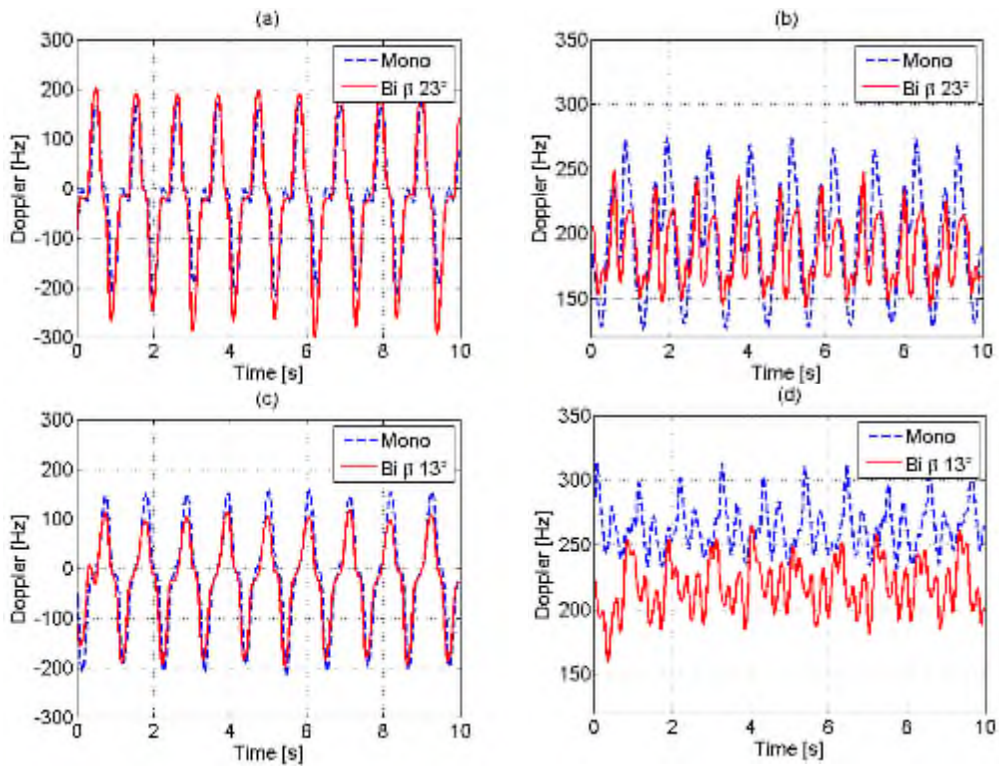 (a)
300
200
100
0
-100
-200
-300
Doppler [Hz]
Mono
Bi β 23°
0 2 4 6 8 10
Time [s]
(b)
350
300
250
200
150
Doppler [Hz]
Mono
Bi β 23°
0 2 4 6 8 10
Time [s]
(c)
300
200
100
0
-100
-200
-300
Doppler [Hz]
Mono
Bi β 13°
0 2 4 6 8 10
Time [s]
(d)
350
300
250
200
150
Doppler [Hz]
Mono
Bi β 13°
0 2 4 6 8 10
Time [s]